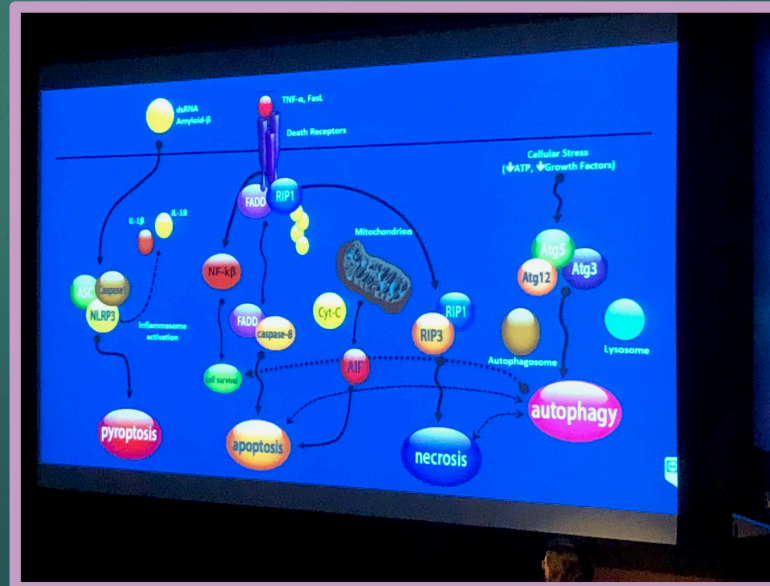 dsRNA
Amyloid-β
TNF-α, FasL
Death Receptors
Cellular Stress
(🡇ATP, 🡇Growth Factors)
FADD
RIP1
IL-1β
IL-18
Mitochondrion
Atg5
Atg12
Atg3
NF-kβ
Caspase
NLRP3
Inflammasome
activation
Cyt-C
FADD
caspase-8
RIP1
RIP3
Autophagosome
Lysosome
AIF
cell survival
pyroptosis
apoptosis
necrosis
autophagy